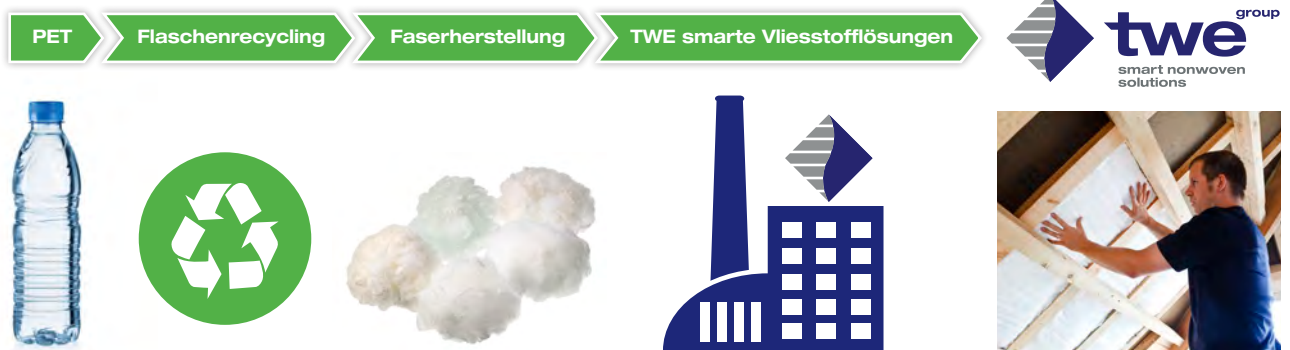 PET
Flaschenrecycling
Faserherstellung
TWE smarte Vliesstofflösungen
twe group
smart nonwoven
solutions